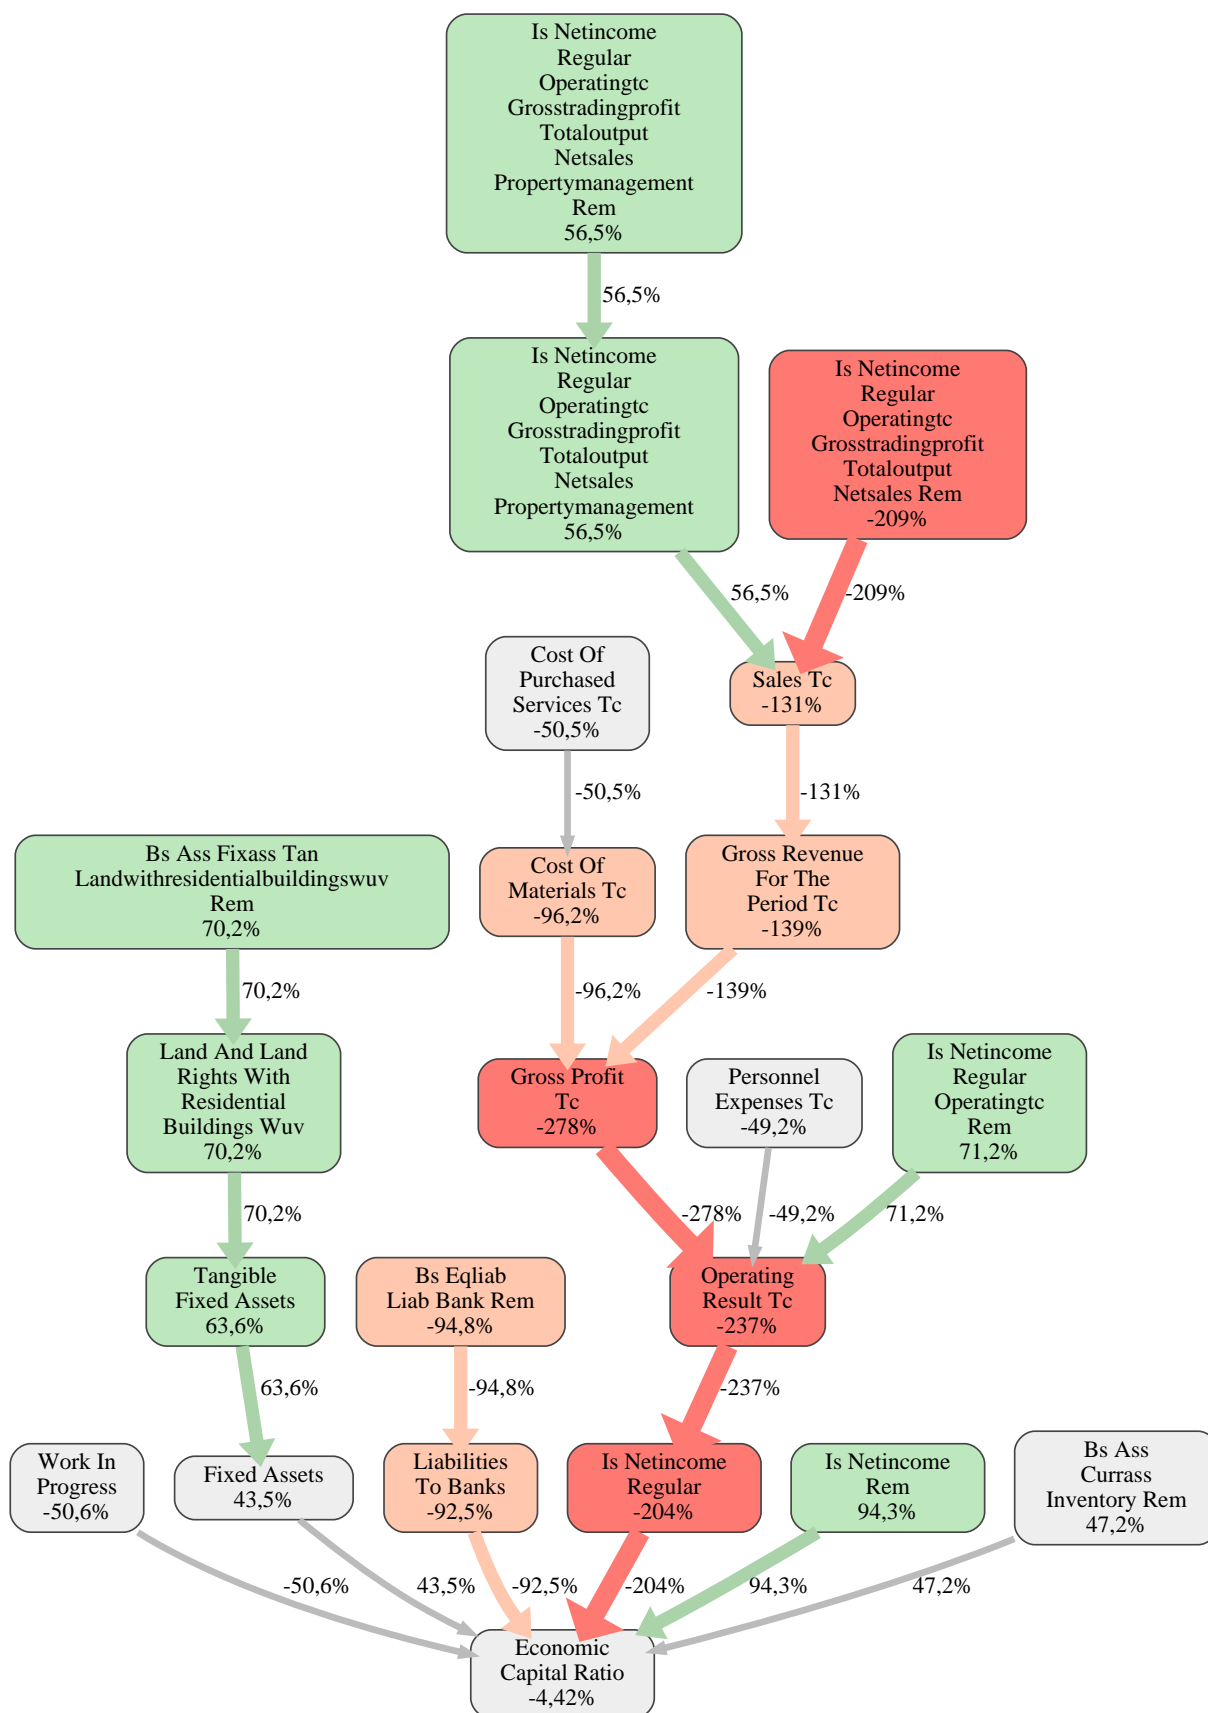 Is Netincome
Regular
Operatingtc
Grosstradingprofit
Totaloutput
Netsales
Propertymanagement
Rem
56,5%
56,5%
Is Netincome
Regular
Operatingtc
Grosstradingprofit
Totaloutput
Netsales
Propertymanagement
56,5%
Is Netincome
Regular
Operatingtc
Grosstradingprofit
Totaloutput
Netsales Rem
-209%
56,5%
-209%
Cost Of
Purchased
Services Tc
-50,5%
Sales Tc
-131%
-50,5%
-131%
Bs Ass Fixass Tan
Landwithresidentialbuildingswuv
Rem
70,2%
Cost Of
Materials Tc
-96,2%
Gross Revenue
For The
Period Tc
-139%
70,2%
-96,2%
-139%
Land And Land
Rights With
Residential
Buildings Wuv
70,2%
Gross Profit
Tc
-278%
Personnel
Expenses Tc
-49,2%
Is Netincome
Regular
Operatingtc
Rem
71,2%
70,2%
-278%
-49,2%
71,2%
Tangible
Fixed Assets
63,6%
Bs Eqliab
Liab Bank Rem
-94,8%
Operating
Result Tc
-237%
63,6%
-94,8%
-237%
Work In
Progress
-50,6%
Fixed Assets
43,5%
Liabilities
To Banks
-92,5%
Is Netincome
Regular
-204%
Is Netincome
Rem
94,3%
Bs Ass
Currass
Inventory Rem
47,2%
-50,6%
43,5%
-92,5%
-204%
94,3%
47,2%
Economic
Capital Ratio
-4,42%